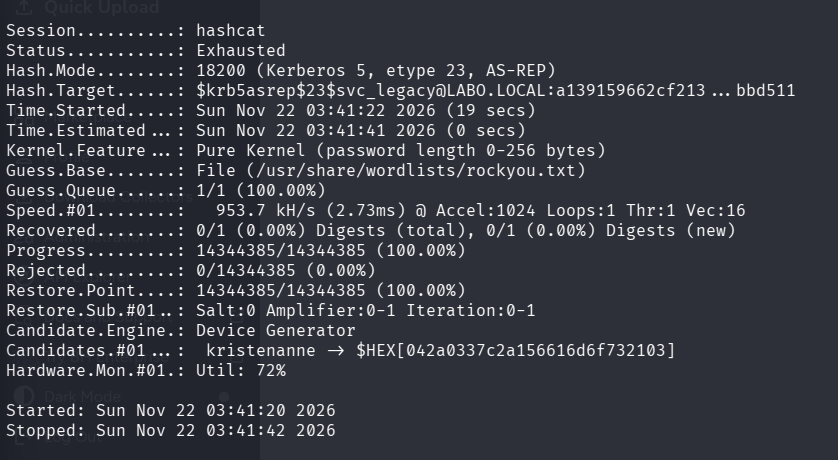 Quick Upload
Session..........: hashcat
Status...........: Exhausted
Hash.Mode........: 18200 (Kerberos 5, etype 23, AS-REP)
Hash.Target......: $krb5asrep$23$svc_legacy@LABO.LOCAL:a139159662cf213...bbd511
Time.Started.....: Sun Nov 22 03:41:22 2026 (19 secs)
Time.Estimated...: Sun Nov 22 03:41:41 2026 (0 secs)
Kernel.Feature...: Pure Kernel (password length 0-256 bytes)
Guess.Base.......: File (/usr/share/wordlists/rockyou.txt)
Guess.Queue......: 1/1 (100.00%)
Speed.#01........:   953.7 kH/s (2.73ms) @ Accel:1024 Loops:1 Thr:1 Vec:16
Recovered........: 0/1 (0.00%) Digests (total), 0/1 (0.00%) Digests (new)
Progress.........: 14344385/14344385 (100.00%)
Rejected.........: 0/14344385 (0.00%)
Restore.Point....: 14344385/14344385 (100.00%)
Restore.Sub.#01..: Salt:0 Amplifier:0-1 Iteration:0-1
Candidate.Engine.: Device Generator
Candidates.#01...:  kristenanne -> $HEX[042a0337c2a156616d6f732103]
Hardware.Mon.#01.: Util: 72%
Dark Mode
Started: Sun Nov 22 03:41:20 2026
Stopped: Sun Nov 22 03:41:42 2026